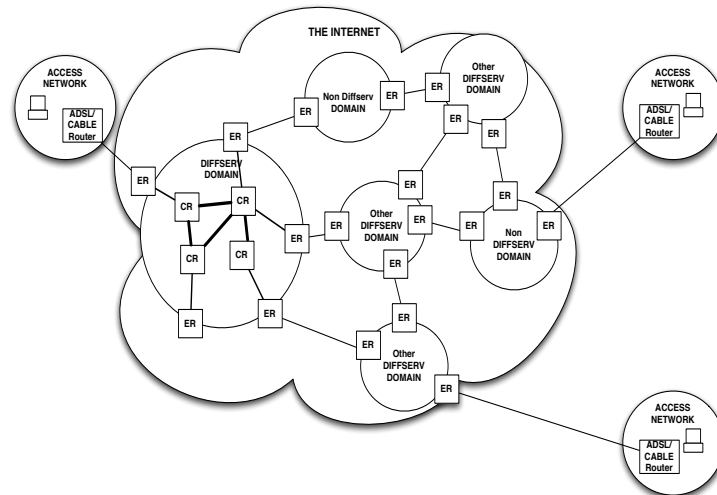 THE INTERNET
ACCESS
NETWORK
ADSL/
CABLE
Router
Other
DIFFSERV
DOMAIN
ACCESS
NETWORK
ADSL/
CABLE
Router
Non Diffserv
DOMAIN
ER
ER
ER
ER
ER
ER
ER
DIFFSERV
DOMAIN
ER
ER
ER
CR
CR
Other
DIFFSERV
DOMAIN
ER
ER
ER
ER
Non
DIFFSERV
DOMAIN
ER
CR
CR
ER
ER
ER
ER
ER
Other
DIFFSERV
DOMAIN
ER
ACCESS
NETWORK
ADSL/
CABLE
Router